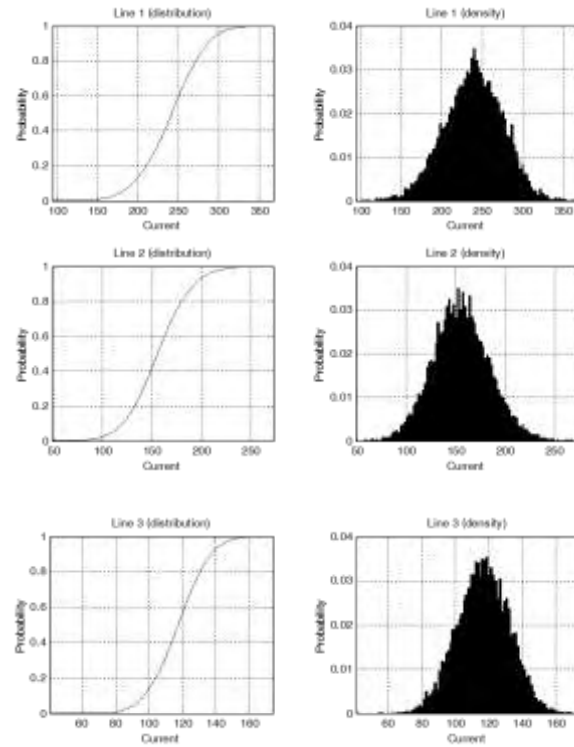 Line 1 (distribution)
Line 1 (density)
1
0.8
0.6
0.4
0.2
0
Probability
100 150 200 250 300 350
Current
0.04
0.03
0.02
0.01
0
Probability
100 150 200 250 300 350
Current
Line 2 (distribution)
Line 2 (density)
1
0.8
0.6
0.4
0.2
0
Probability
50 100 150 200 250
Current
0.04
0.03
0.02
0.01
0
Probability
50 100 150 200 250
Current
Line 3 (distribution)
Line 3 (density)
1
0.8
0.6
0.4
0.2
0
Probability
60 80 100 120 140 160
Current
0.04
0.03
0.02
0.01
0
Probability
60 80 100 120 140 160
Current